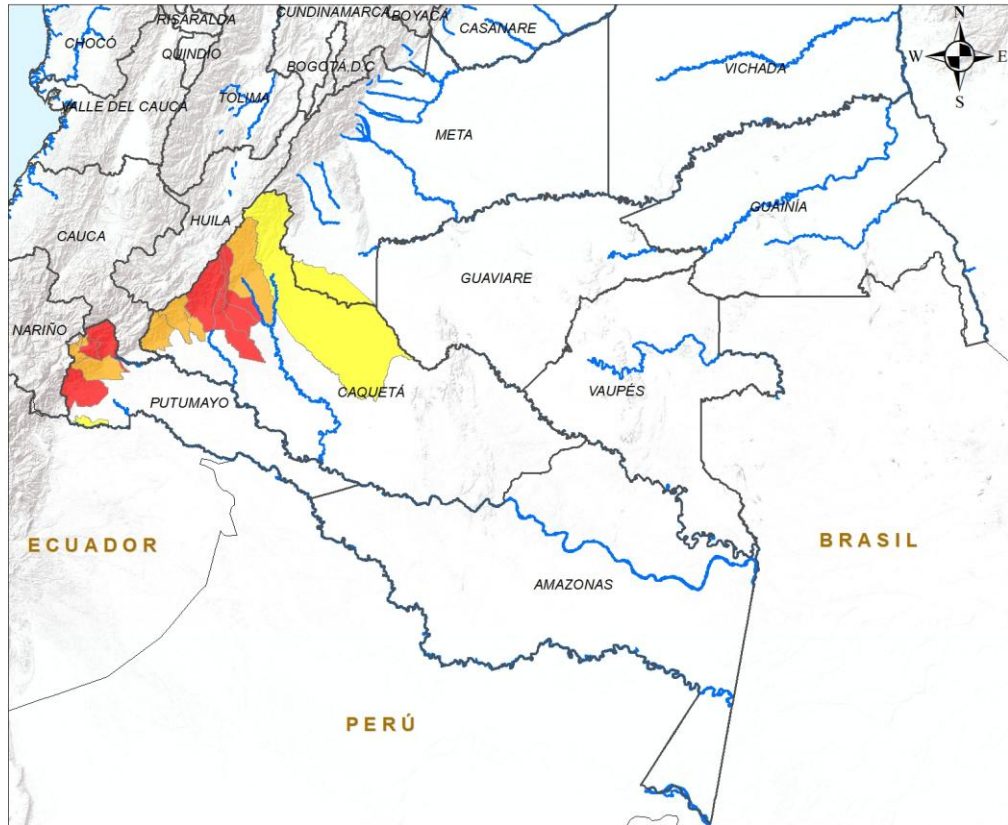 RISARALDA
CUNDINAMARCA
BOYACÁ
CASANARE
N
CHOCÓ
QUINDÍO
BOGOTÁ D.C
VICHADA
W
E
S
VALLE DEL CAUCA
TOLIMA
META
HUILA
GUAINÍA
CAUCA
GUAVIARE
NARIÑO
CAQUETÁ
VAUPÉS
PUTUMAYO
ECUADOR
BRASIL
AMAZONAS
PERÚ